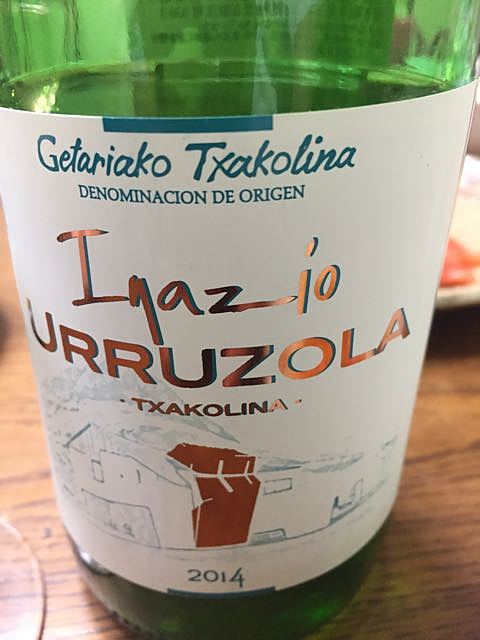 Getariako Txakolina
DENOMINACION DE ORIGEN
Inazio
URRUZOLA
· TXAKOLINA ·
2014